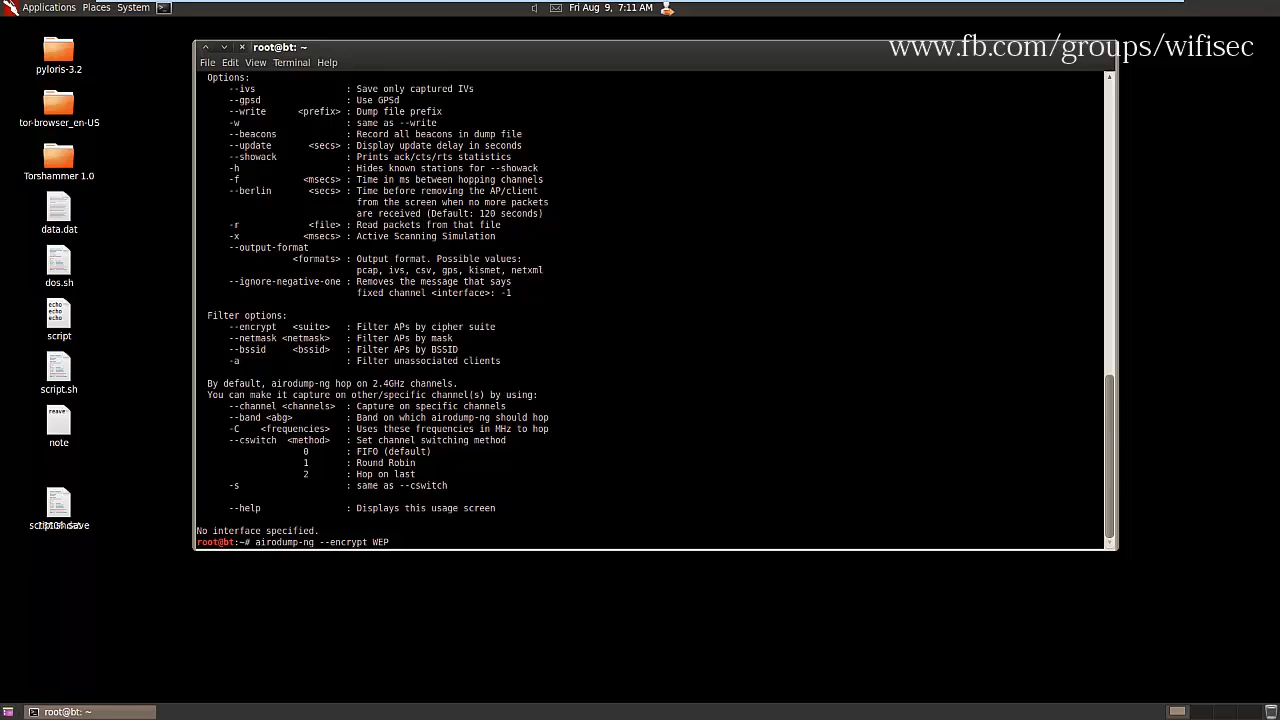 Applications Places System
Fri Aug 9, 7:11 AM
www.fb.com/groups/wifisec
pyloris-3.2
tor-browser_en-US
Torshammer 1.0
data.dat
dos.sh
echo
echo
echo
script
script.sh
reave
note
root@bt: ~
File Edit View Terminal Help
Options:
--ivs : Save only captured IVs
--gpsd : Use GPSd
--write <prefix> : Dump file prefix
-w : same as --write
--beacons : Record all beacons in dump file
--update <secs> : Display update delay in seconds
--showack : Prints ack/cts/rts statistics
-h : Hides known stations for --showack
-f <msecs> : Time in ms between hopping channels
--berlin <secs> : Time before removing the AP/client
from the screen when no more packets
are received (Default: 120 seconds)
-r <file> : Read packets from that file
-x <msecs> : Active Scanning Simulation
--output-format
<formats> : Output format. Possible values:
pcap, ivs, csv, gps, kismet, netxml
--ignore-negative-one : Removes the message that says
fixed channel <interface>: -1
Filter options:
--encrypt <suite> : Filter APs by cipher suite
--netmask <netmask> : Filter APs by mask
--bssid <bssid> : Filter APs by BSSID
-a : Filter unassociated clients
By default, airodump-ng hop on 2.4GHz channels.
You can make it capture on other/specific channel(s) by using:
--channel <channels> : Capture on specific channels
--band <abg> : Band on which airodump-ng should hop
-C <frequencies> : Uses these frequencies in MHz to hop
--cswitch <method> : Set channel switching method
0 : FIFO (default)
1 : Round Robin
2 : Hop on last
-s : same as --cswitch
--help : Displays this usage screen
No interface specified.
root@bt:~# airodump-ng --encrypt WEP
root@bt: ~